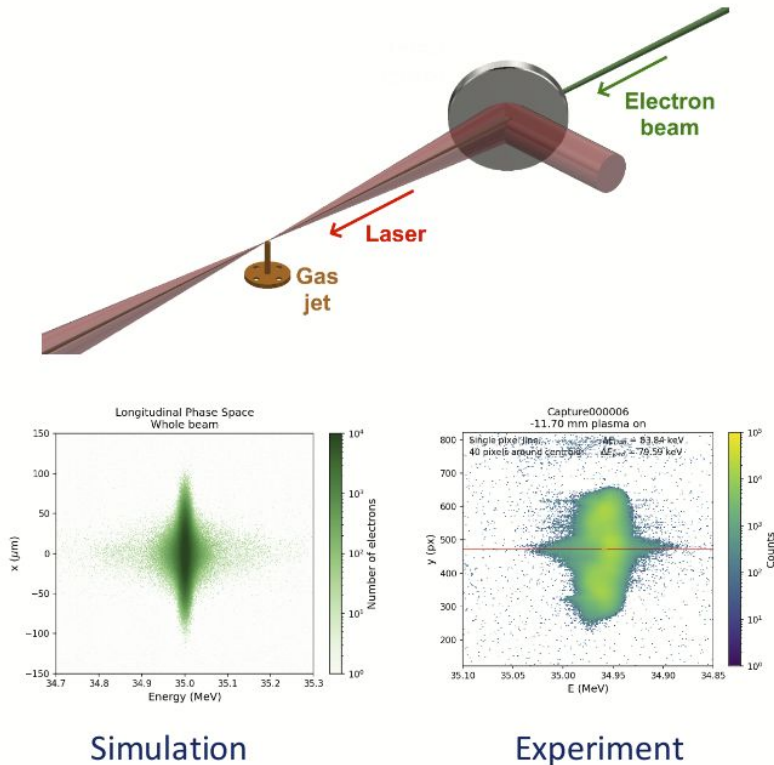 Electron
beam
Laser
Gas
jet
Longitudinal Phase Space
Whole beam
150
100
50
0
−50
−100
−150
x (μm)
34.7 34.8 34.9 35.0 35.1 35.2 35.3
Energy (MeV)
10⁴
10³
10²
10¹
10⁰
Number of electrons
Capture000006
-11.70 mm plasma on
Single pixel line: = 83.84 keV
40 pixels around centroid: = 79.59 keV
800
700
600
500
400
300
200
y (px)
35.10 35.05 35.00 34.95 34.90 34.85
E (MeV)
10⁵
10⁴
10³
10²
10¹
10⁰
Counts
Simulation
Experiment